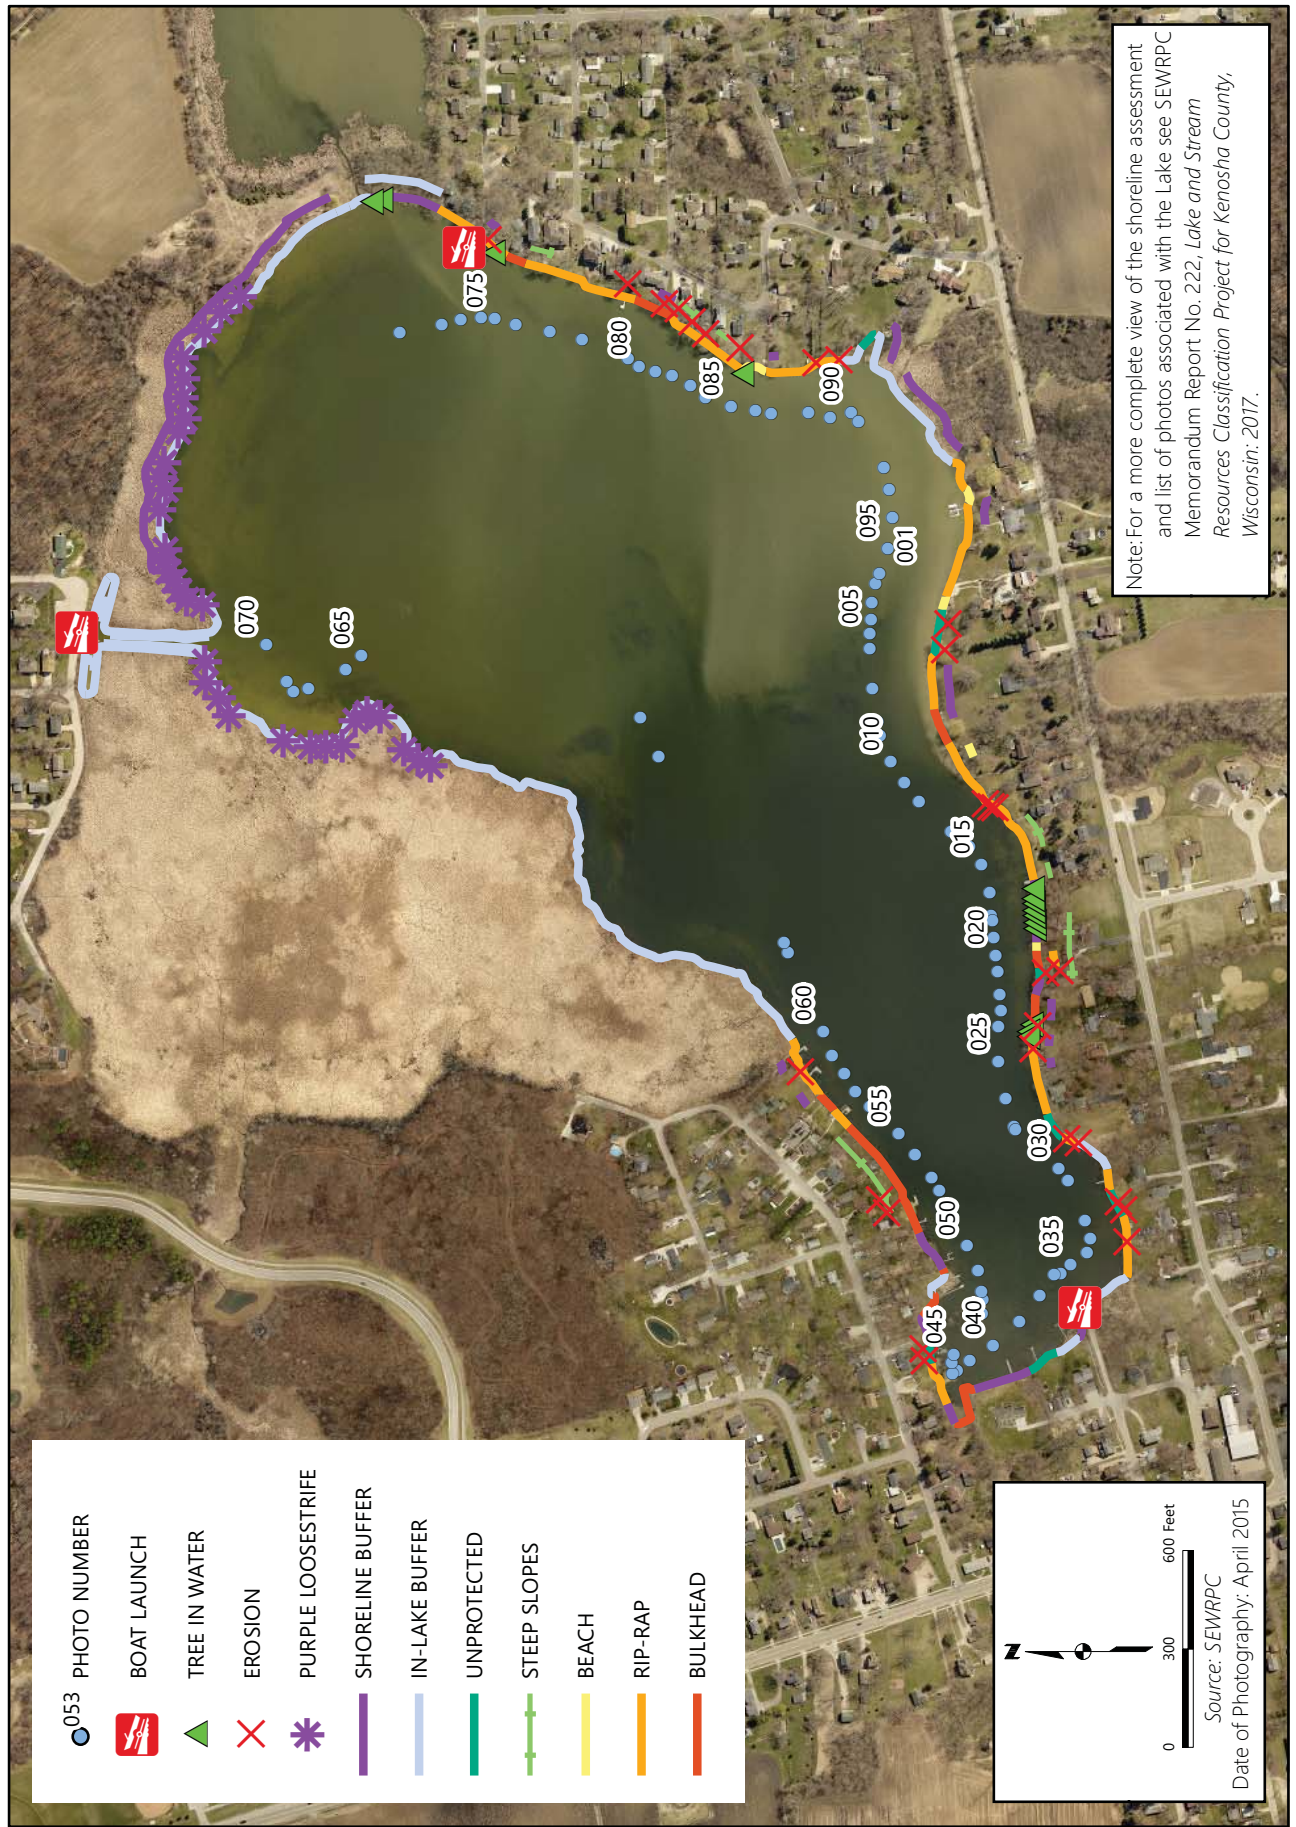 053 PHOTO NUMBER
BOAT LAUNCH
TREE IN WATER
EROSION
PURPLE LOOSESTRIFE
SHORELINE BUFFER
IN-LAKE BUFFER
UNPROTECTED
STEEP SLOPES
BEACH
RIP-RAP
BULKHEAD
070
065
075
080
085
090
095
001
005
010
015
020
025
030
035
040
045
050
055
060
N
0 300 600 Feet
Source: SEWRPC
Date of Photography: April 2015
Note: For a more complete view of the shoreline assessment
and list of photos associated with the Lake see SEWRPC
Memorandum Report No. 222, Lake and Stream
Resources Classification Project for Kenosha County,
Wisconsin: 2017.